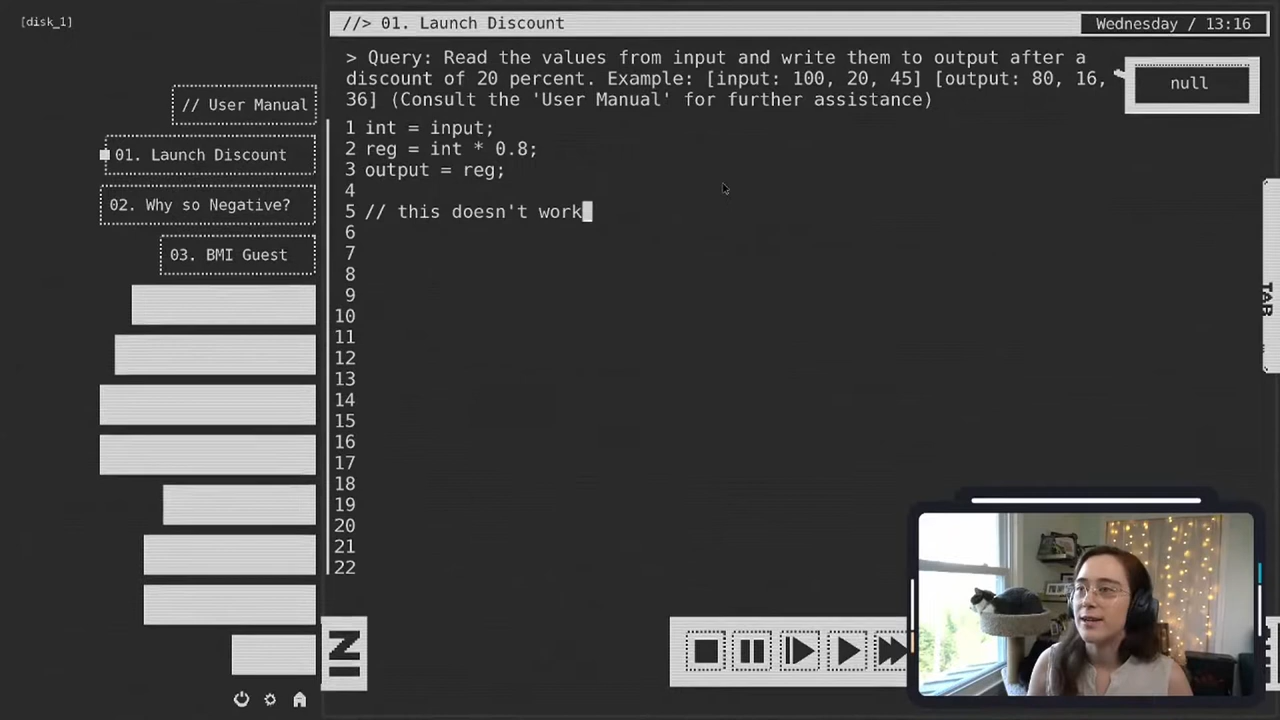 [disk_1]
//> 01. Launch Discount
Wednesday / 13:16
> Query: Read the values from input and write them to output after a
discount of 20 percent. Example: [input: 100, 20, 45] [output: 80, 16,
36] (Consult the 'User Manual' for further assistance)
null
// User Manual
01. Launch Discount
02. Why so Negative?
03. BMI Guest
1 int = input;
2 reg = int * 0.8;
3 output = reg;
4
5 // this doesn't work
6
7
8
9
10
11
12
13
14
15
16
17
18
19
20
21
22
TAB
IN